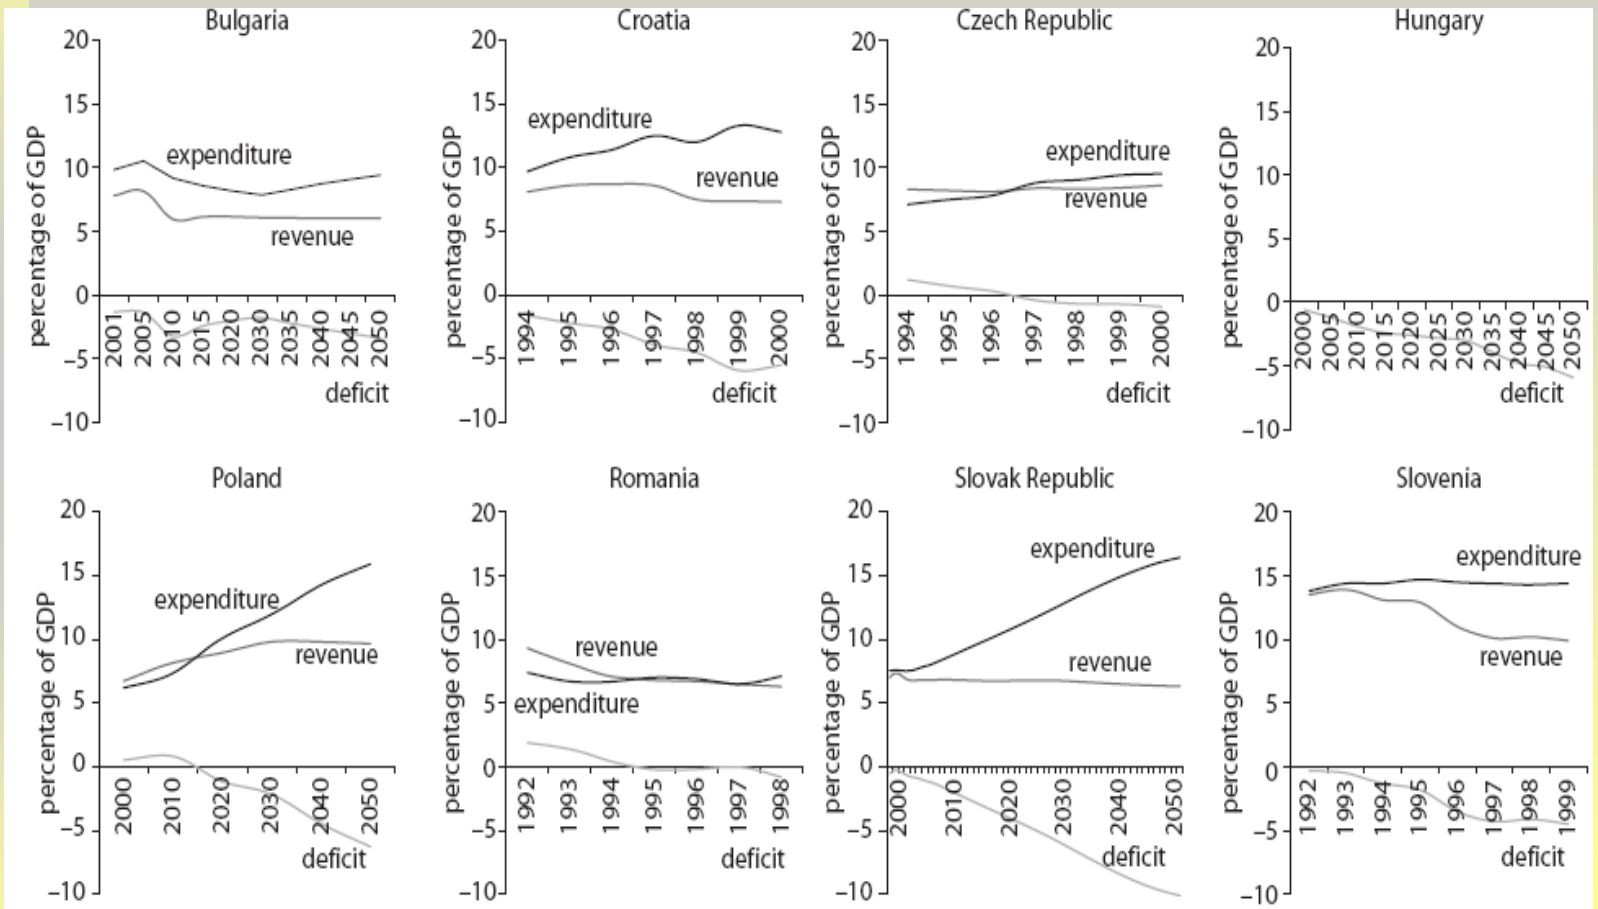 Bulgaria
percentage of GDP
20
15
10
5
0
–5
–10
expenditure
revenue
deficit
2001 2005 2010 2015 2020 2030 2035 2040 2045 2050
Croatia
percentage of GDP
20
15
10
5
0
–5
–10
expenditure
revenue
deficit
1994 1995 1996 1997 1998 1999 2000
Czech Republic
percentage of GDP
20
15
10
5
0
–5
–10
expenditure
revenue
deficit
1994 1995 1996 1997 1998 1999 2000
Hungary
percentage of GDP
20
15
10
5
0
–5
–10
deficit
2000 2005 2010 2015 2020 2025 2030 2035 2040 2045 2050
Poland
percentage of GDP
20
15
10
5
0
–5
–10
expenditure
revenue
deficit
2000 2010 2020 2030 2040 2050
Romania
percentage of GDP
20
15
10
5
0
–5
–10
revenue
expenditure
deficit
1992 1993 1994 1995 1996 1997 1998
Slovak Republic
percentage of GDP
20
15
10
5
0
–5
–10
expenditure
revenue
deficit
2000 2010 2020 2030 2040 2050
Slovenia
percentage of GDP
20
15
10
5
0
–5
–10
expenditure
revenue
deficit
1992 1993 1994 1995 1996 1997 1998 1999